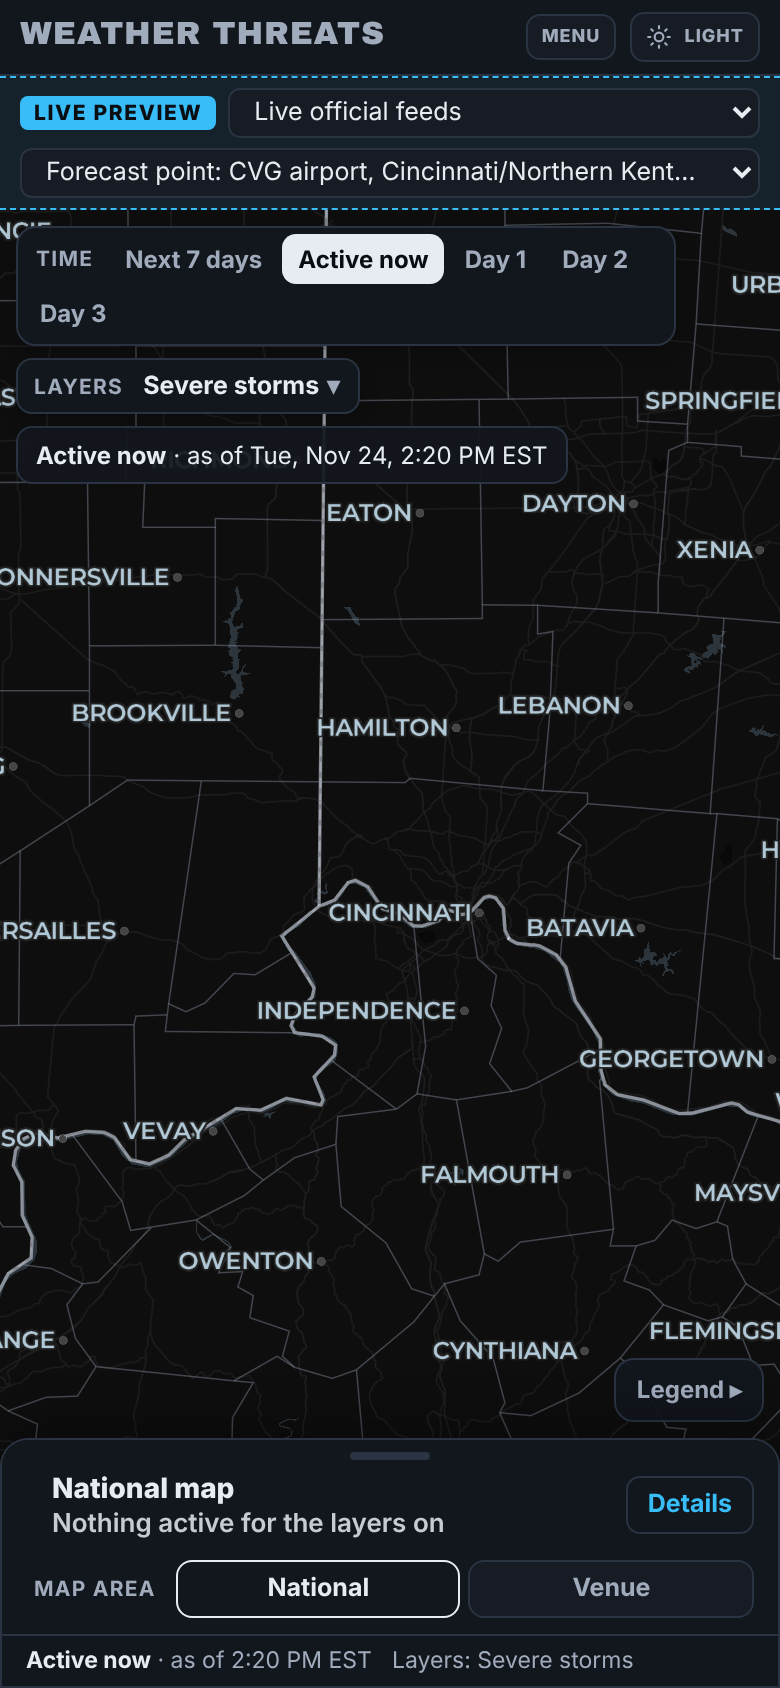 WEATHER THREATS
MENU
LIGHT
LIVE PREVIEW
Live official feeds
Forecast point: CVG airport, Cincinnati/Northern Kent...
TIME Next 7 days Active now Day 1 Day 2
Day 3
URB
LAYERS Severe storms ▾
SPRINGFIE
Active now · as of Tue, Nov 24, 2:20 PM EST
EATON
DAYTON
XENIA
ONNERSVILLE
BROOKVILLE
HAMILTON
LEBANON
G
H
CINCINNATI
RSAILLES
BATAVIA
INDEPENDENCE
GEORGETOWN
SON
VEVAY
FALMOUTH
MAYSV
OWENTON
ANGE
CYNTHIANA
FLEMINGS
Legend ▸
National map
Nothing active for the layers on
Details
MAP AREA National Venue
Active now · as of 2:20 PM EST Layers: Severe storms